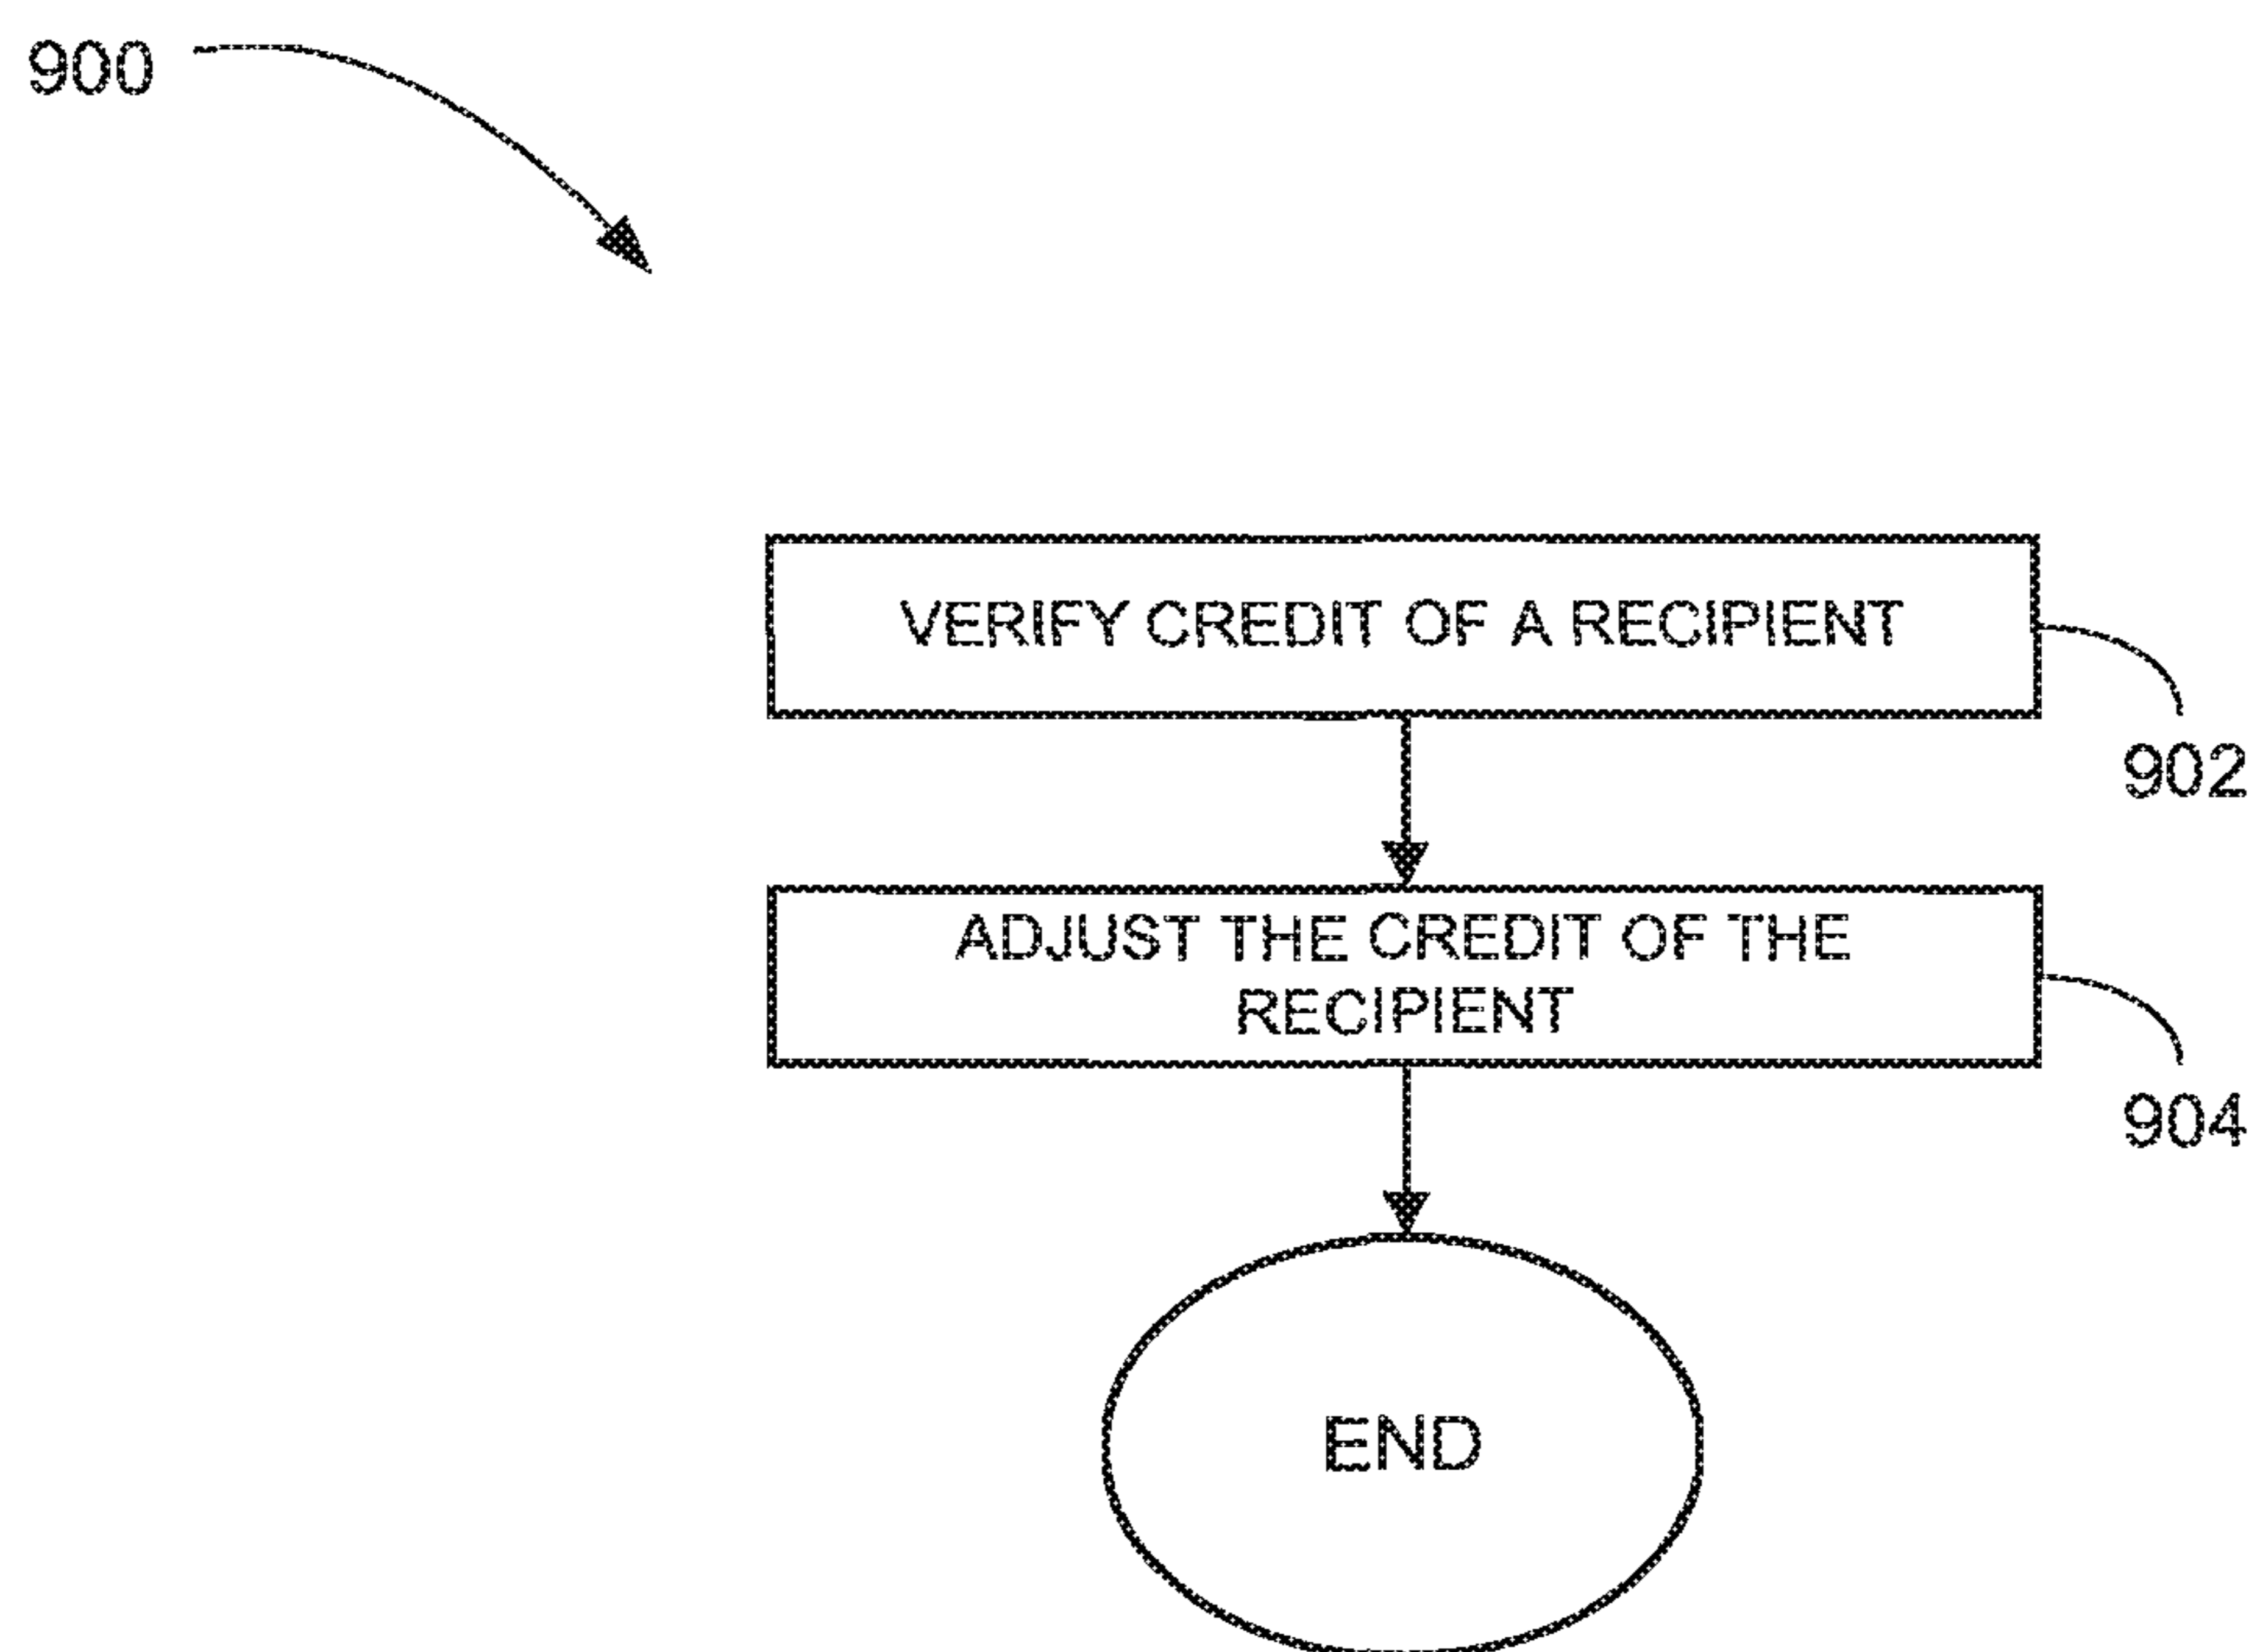 900
VERIFY CREDIT OF A RECIPIENT
902
ADJUST THE CREDIT OF THE
RECIPIENT
904
END